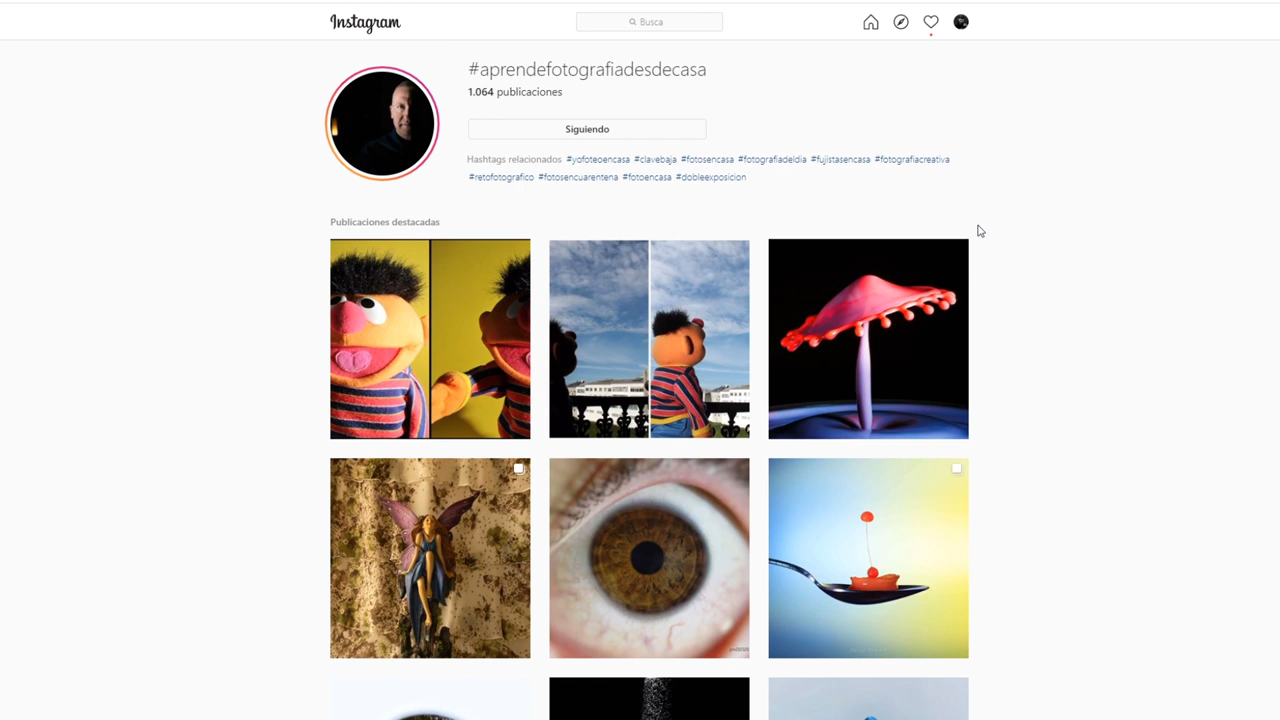 Instagram
Busca
#aprendefotografiadesdecasa
1.064 publicaciones
Siguiendo
Hashtags relacionados #yofoteoencasa #clavebaja #fotosencasa #fotografiadeldia #fujistasencasa #fotografiacreativa
#retofotografico #fotosencuarentena #fotoencasa #dobleexposicion
Publicaciones destacadas